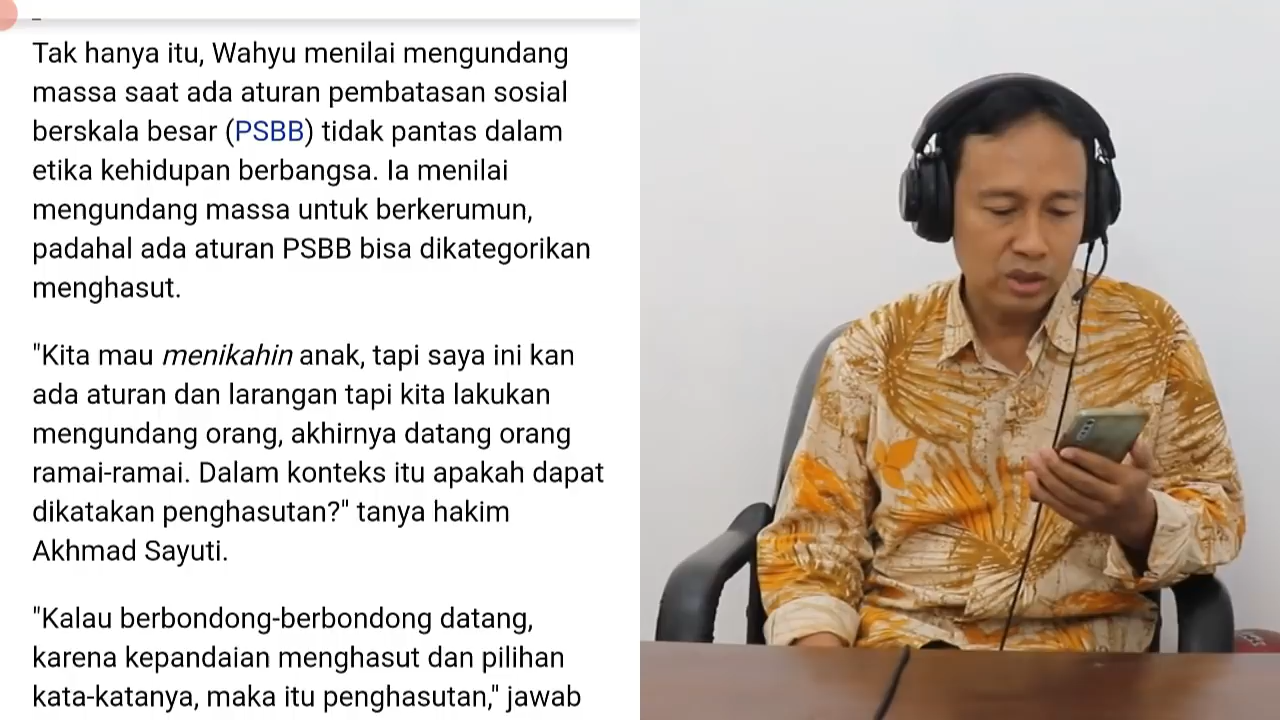 Tak hanya itu, Wahyu menilai mengundang
massa saat ada aturan pembatasan sosial
berskala besar (PSBB) tidak pantas dalam
etika kehidupan berbangsa. Ia menilai
mengundang massa untuk berkerumun,
padahal ada aturan PSBB bisa dikategorikan
menghasut.
"Kita mau menikahin anak, tapi saya ini kan
ada aturan dan larangan tapi kita lakukan
mengundang orang, akhirnya datang orang
ramai-ramai. Dalam konteks itu apakah dapat
dikatakan penghasutan?" tanya hakim
Akhmad Sayuti.
"Kalau berbondong-berbondong datang,
karena kepandaian menghasut dan pilihan
kata-katanya, maka itu penghasutan," jawab